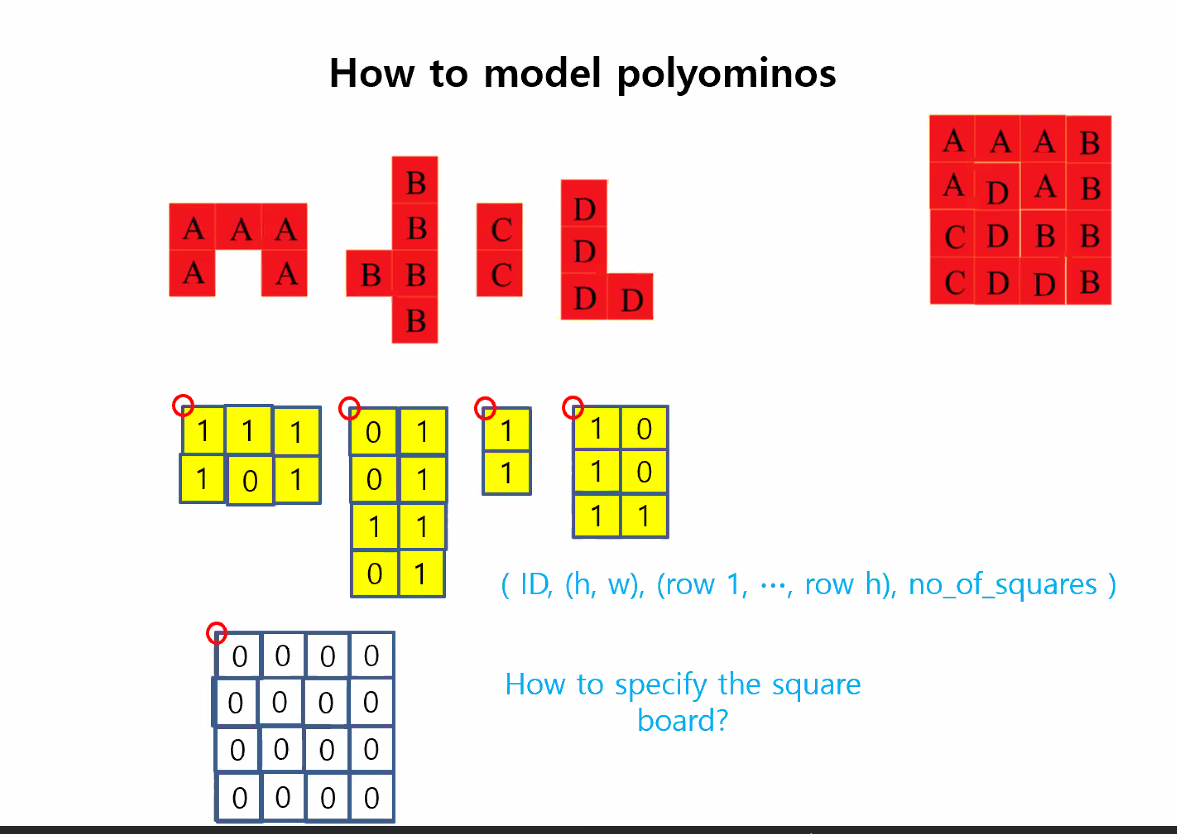 How to model polyominos
A A A
A A
B
B
B B
B
C
C
D
D
D D
A A A B
A D A B
C D B B
C D D B
1 1 1
1 0 1
0 1
0 1
1 1
0 1
1
1
1 0
1 0
1 1
( ID, (h, w), (row 1, ⋯, row h), no_of_squares )
0 0 0 0
0 0 0 0
0 0 0 0
0 0 0 0
How to specify the square
board?